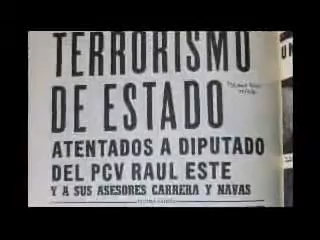 TERRORISMO
DE ESTADO
ATENTADOS A DIPUTADO
DEL PCV RAUL ESTE
Y A SUS ASESORES CARRERA Y NAVAS